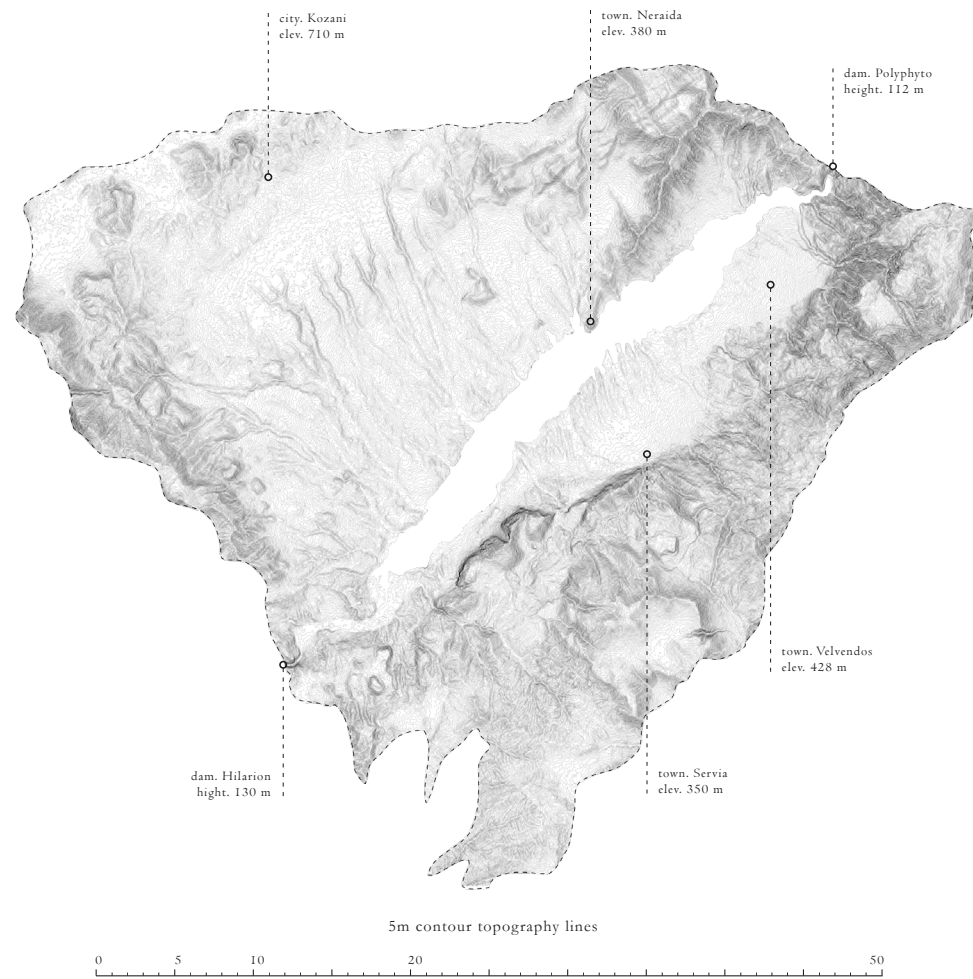 city. Kozani
elev. 710 m
town. Neraida
elev. 380 m
dam. Polyphyto
height. 112 m
town. Velvendos
elev. 428 m
dam. Hilarion
hight. 130 m
town. Servia
elev. 350 m
5m contour topography lines
0 5 10 20 50